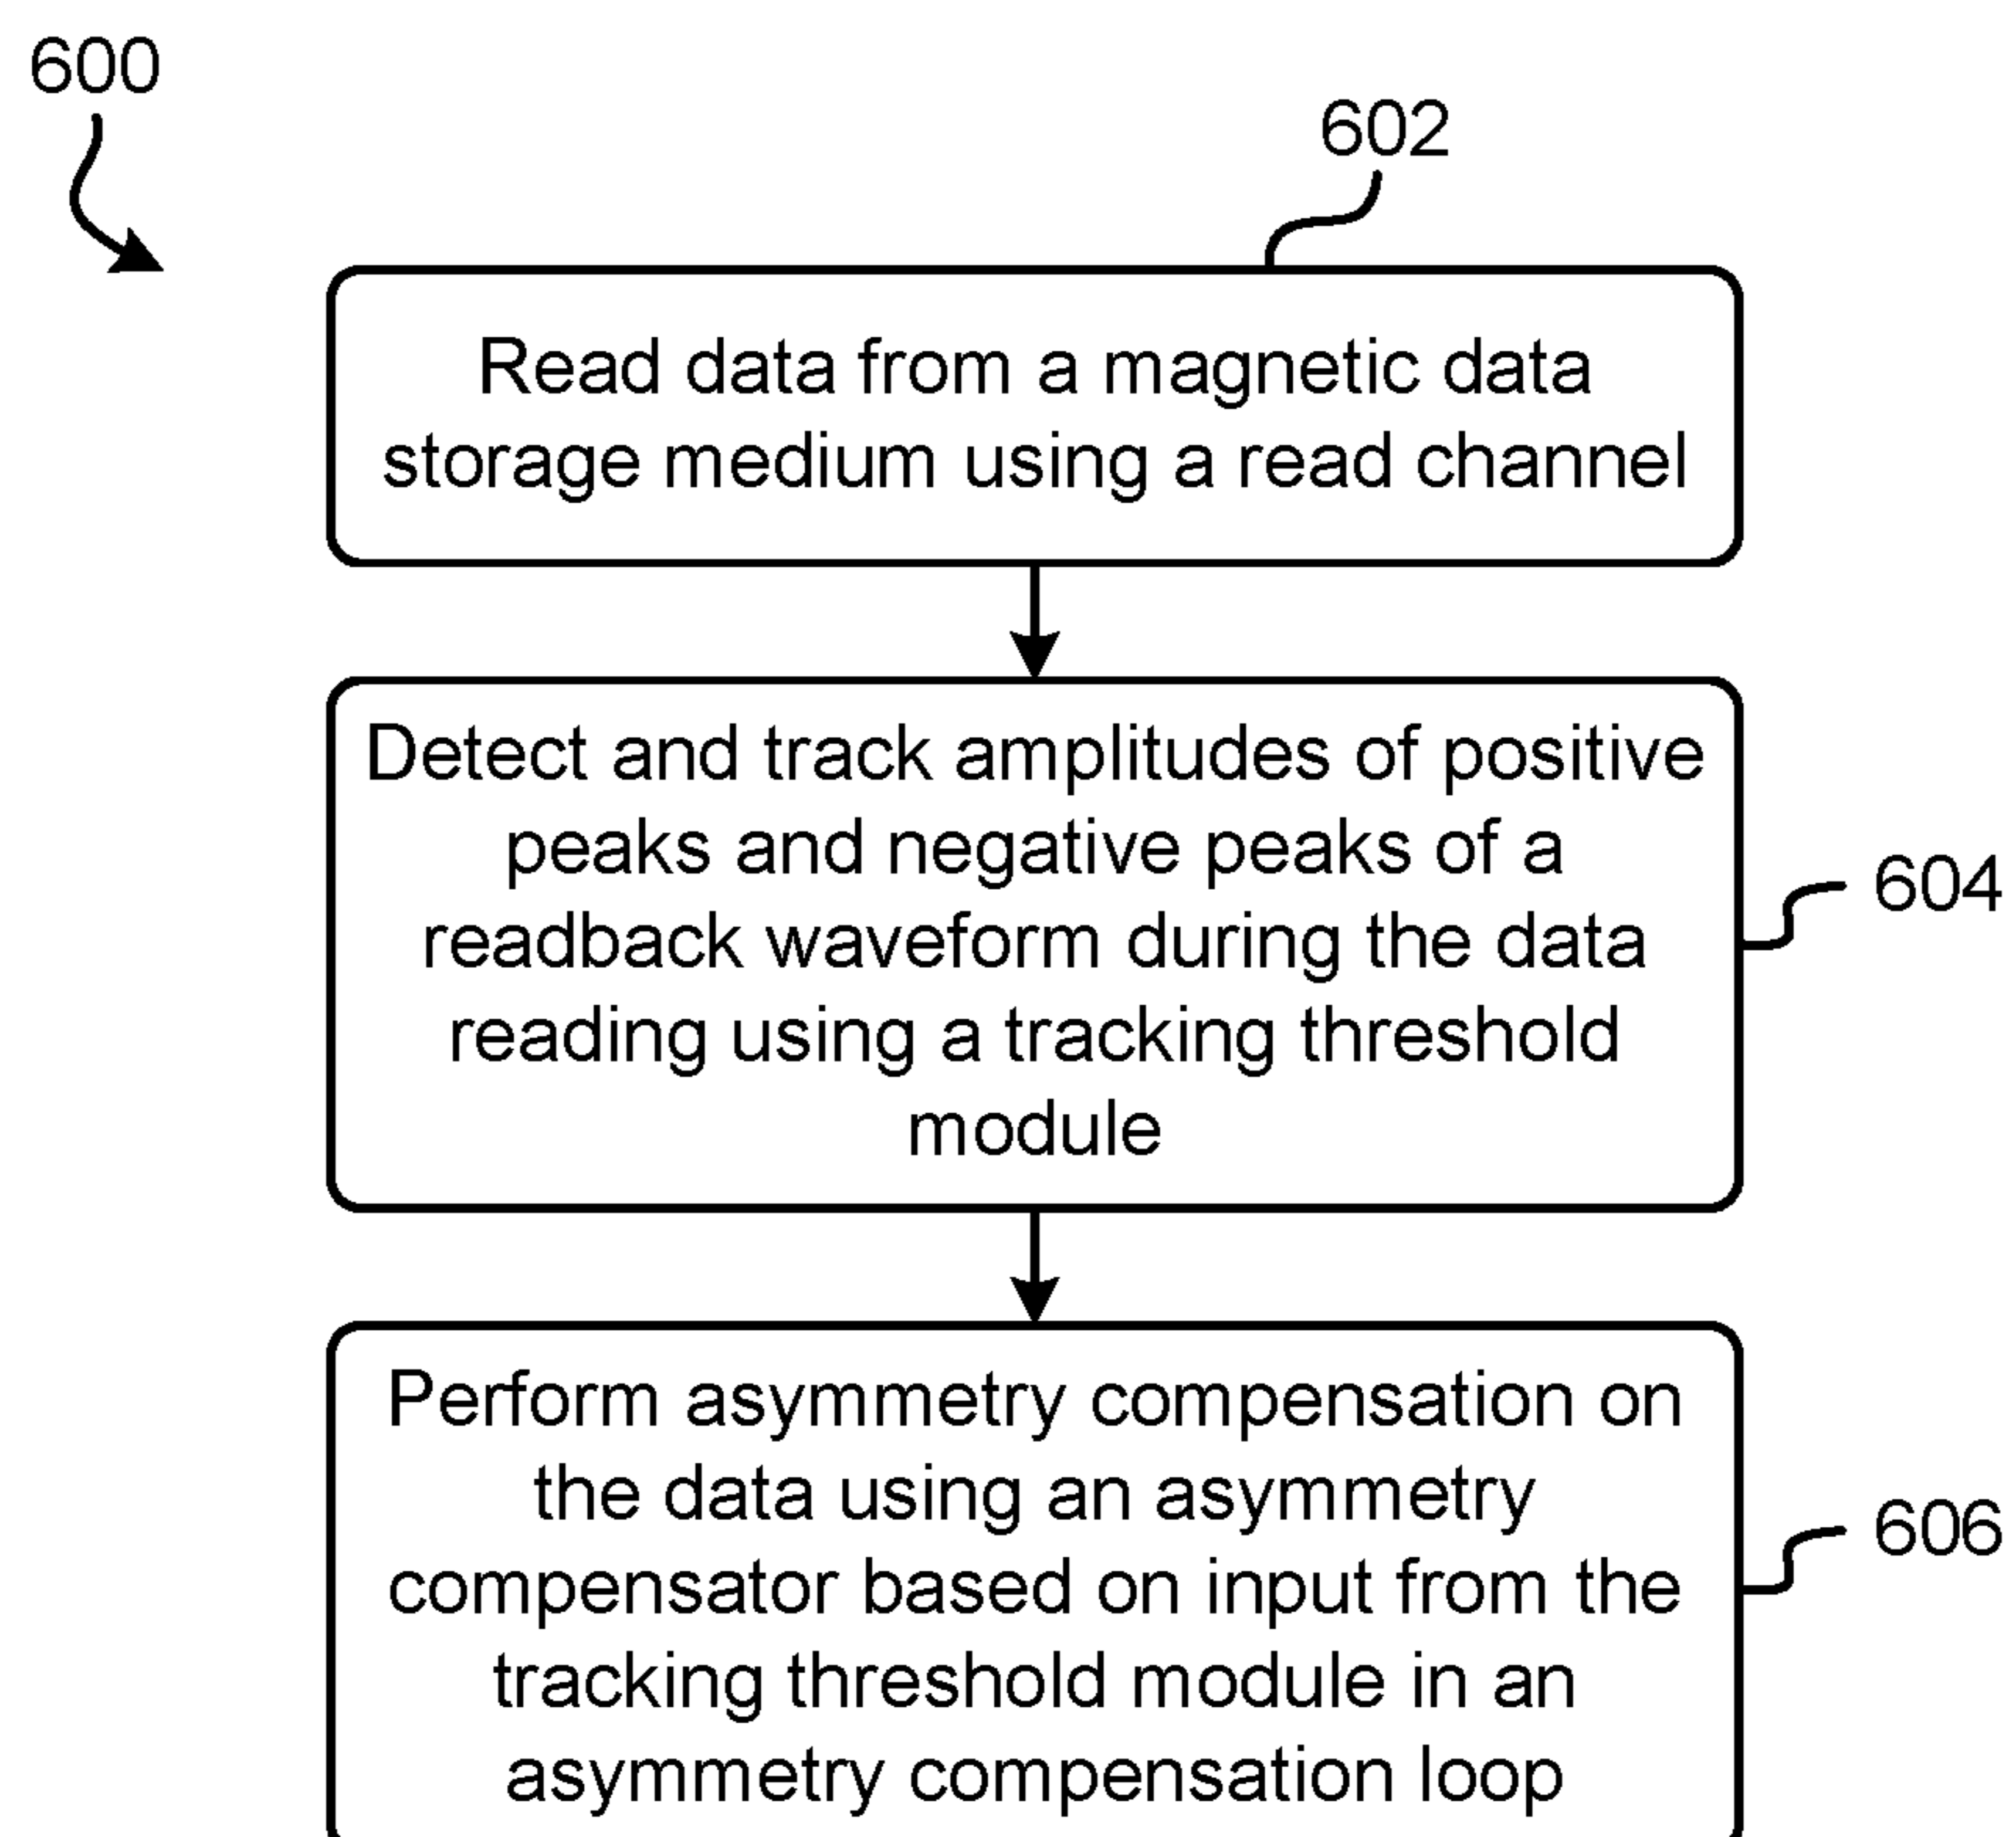 600
602
Read data from a magnetic data
storage medium using a read channel
Detect and track amplitudes of positive
peaks and negative peaks of a
readback waveform during the data
reading using a tracking threshold
module
604
Perform asymmetry compensation on
the data using an asymmetry
compensator based on input from the
tracking threshold module in an
asymmetry compensation loop
606